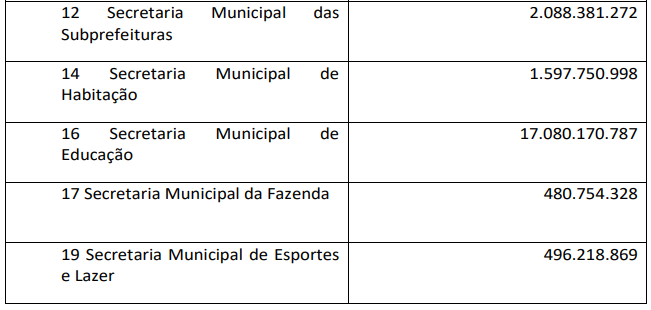 12 Secretaria Municipal das 2.088.381.272
Subprefeituras
14 Secretaria Municipal de 1.597.750.998
Habitação
16 Secretaria Municipal de 17.080.170.787
Educação
17 Secretaria Municipal da Fazenda 480.754.328
19 Secretaria Municipal de Esportes 496.218.869
e Lazer